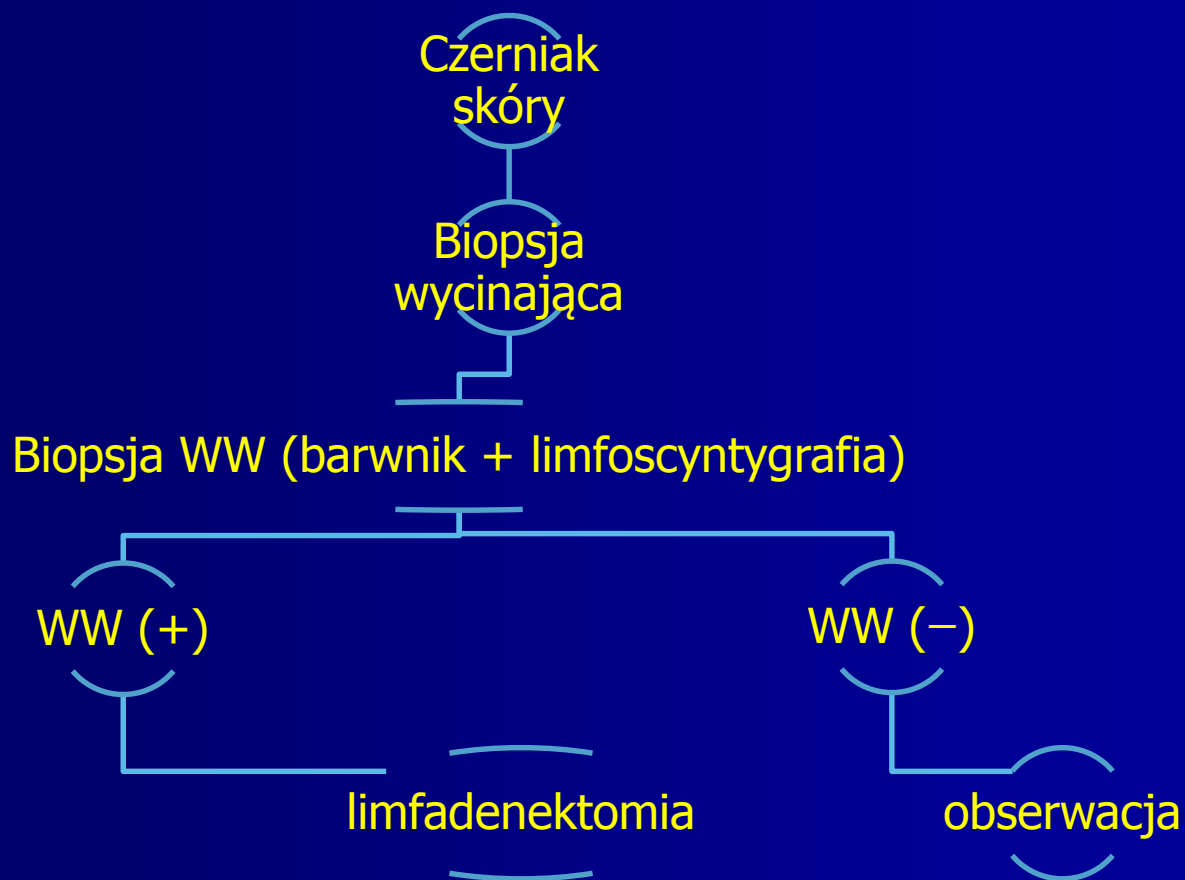 Czerniak
skóry
Biopsja
wycinająca
Biopsja WW (barwnik + limfoscyntygrafia)
WW (+)
WW (–)
limfadenektomia
obserwacja